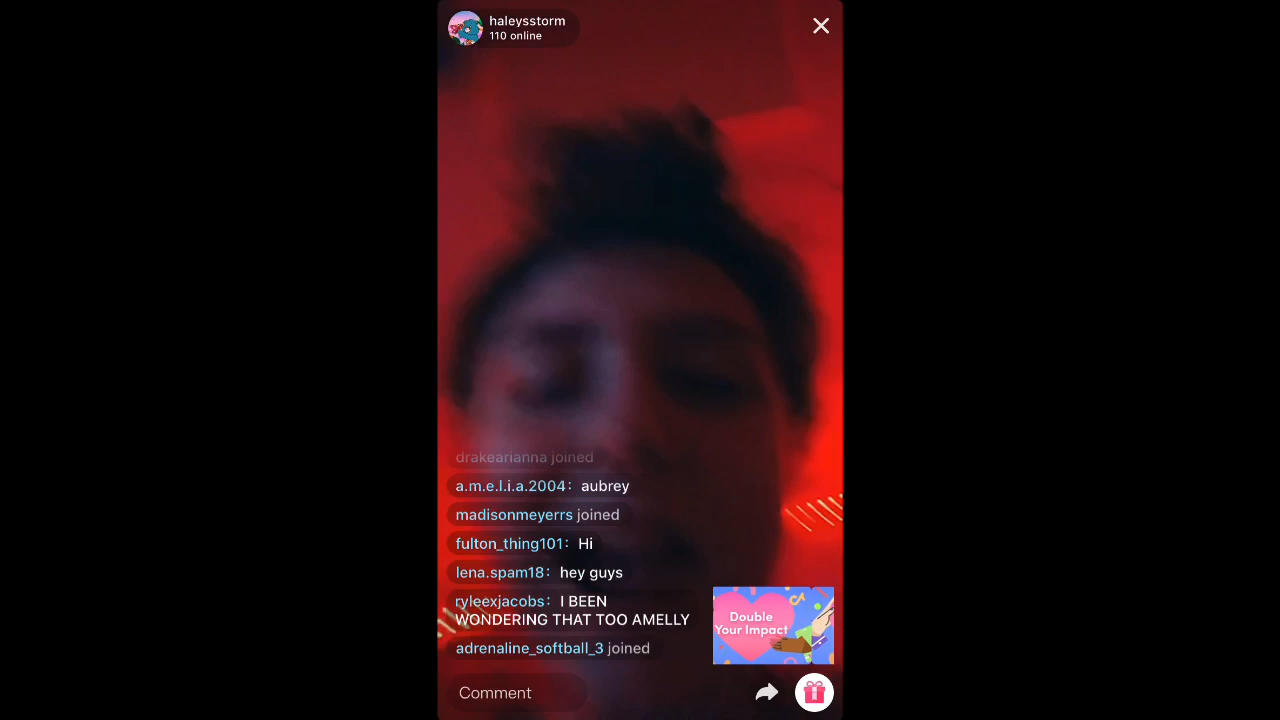 haleysstorm
110 online
drakearianna joined
a.m.e.l.i.a.2004: aubrey
madisonmeyerrs joined
fulton_thing101: Hi
lena.spam18: hey guys
ryleexjacobs: I BEEN
WONDERING THAT TOO AMELLY
adrenaline_softball_3 joined
Double
Your Impact
Comment